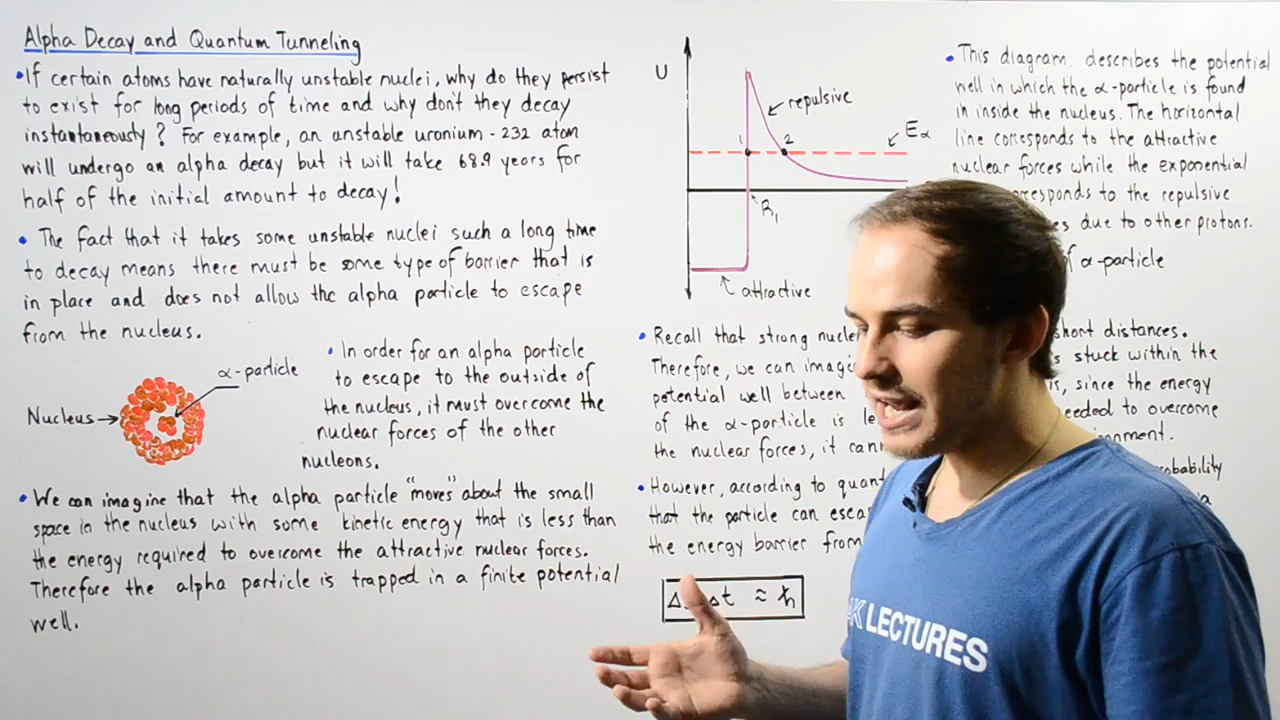 Alpha Decay and Quantum Tunneling
•If certain atoms have naturally unstable nuclei, why do they persist
to exist for long periods of time and why don't they decay
instantaneously? For example, an unstable uronium-232 atom
will undergo an alpha decay but it will take 68.9 years for
half of the initial amount to decay!
• The fact that it takes some unstable nuclei such a long time
to decay means there must be some type of barrier that is
in place and does not allow the alpha particle to escape
from the nucleus.
α-particle
Nucleus
• In order for an alpha particle
to escape to the outside of
the nucleus, it must overcome the
nuclear forces of the other
nucleons.
• We can imagine that the alpha particle "moves" about the small
space in the nucleus with some kinetic energy that is less than
the energy required to overcome the attractive nuclear forces.
Therefore the alpha particle is trapped in a finite potential
well.
U
repulsive
1
2
Eα
R1
attractive
• This diagram describes the potential
well in which the α-particle is found
in inside the nucleus. The horizontal
line corresponds to the attractive
nuclear forces while the exponential
corresponds to the repulsive
due to other protons.
of α-particle
• Recall that strong short distances.
Therefore, we can stuck within the
potential well between since the energy
of the α-particle is needed to overcome
the nuclear forces, it
• However, according to probability
that the particle can
the energy barrier from
t ≈ ħ
AK LECTURES